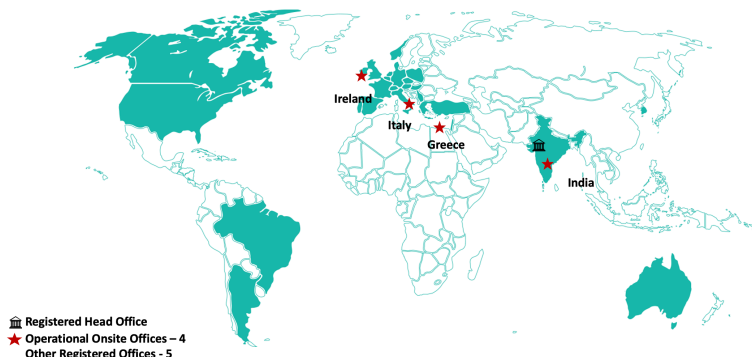 Ireland
Italy
Greece
India
Registered Head Office
Operational Onsite Offices – 4
Other Registered Offices - 5